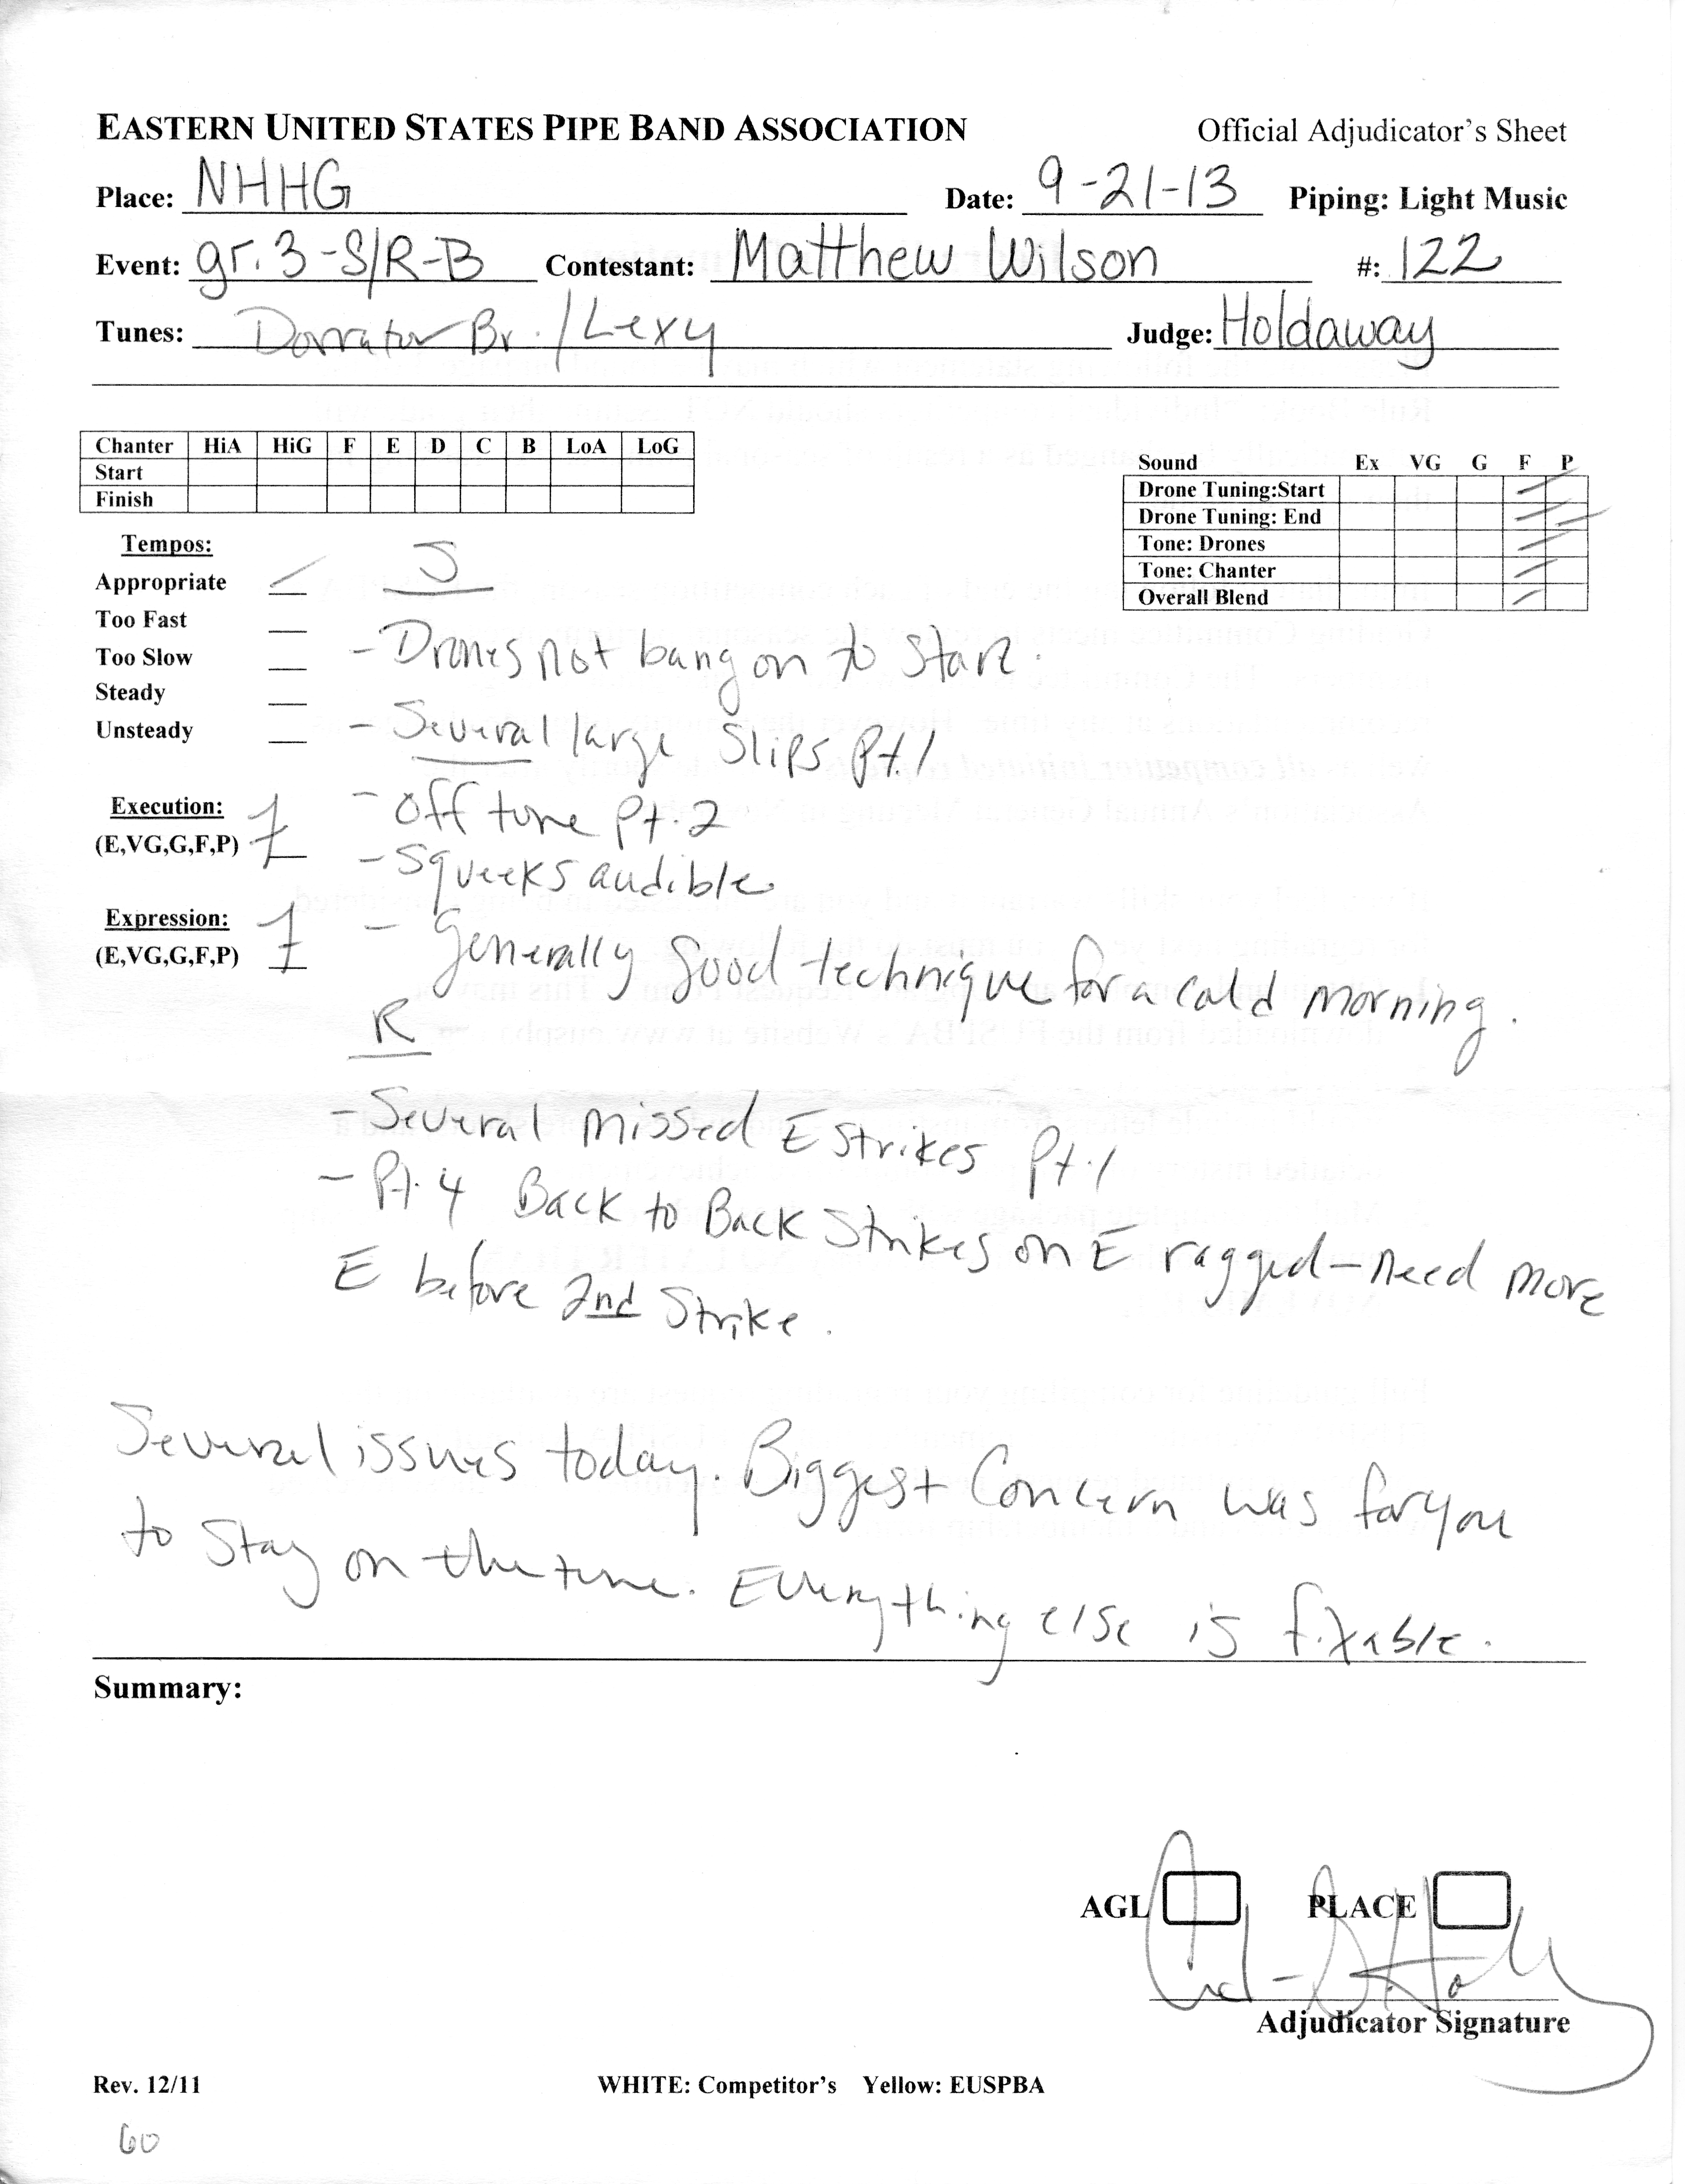 EASTERN UNITED STATES PIPE BAND ASSOCIATION Official Adjudicator's Sheet
Place: NHHG Date: 9-21-13 Piping: Light Music
Event: gr. 3 - S/R-B Contestant: Matthew Wilson #: 122
Tunes: Dorrator Br. / Lexy Judge: Holdaway
Chanter HiA HiG F E D C B LoA LoG
Start
Finish
Sound Ex VG G F P
Drone Tuning:Start
Drone Tuning: End
Tone: Drones
Tone: Chanter
Overall Blend
Tempos: S
Appropriate
Too Fast
Too Slow
Steady
Unsteady
- Drones not bang on to start.
- Several large slips pt. 1
- Off tune pt. 2
- Squeeks audible.
- Generally good technique for a cold morning.
Execution: F
(E,VG,G,F,P)
Expression: F
(E,VG,G,F,P)
R
- Several missed E strikes Pt. 1
- Pt. 4 Back to Back Strikes on E ragged - need more
E before 2nd Strike.
Several issues today. Biggest Concern was for you
to stay on the tune. Everything else is fixable.
Summary:
AGL PLACE
Adjudicator Signature
Rev. 12/11 WHITE: Competitor's Yellow: EUSPBA
60